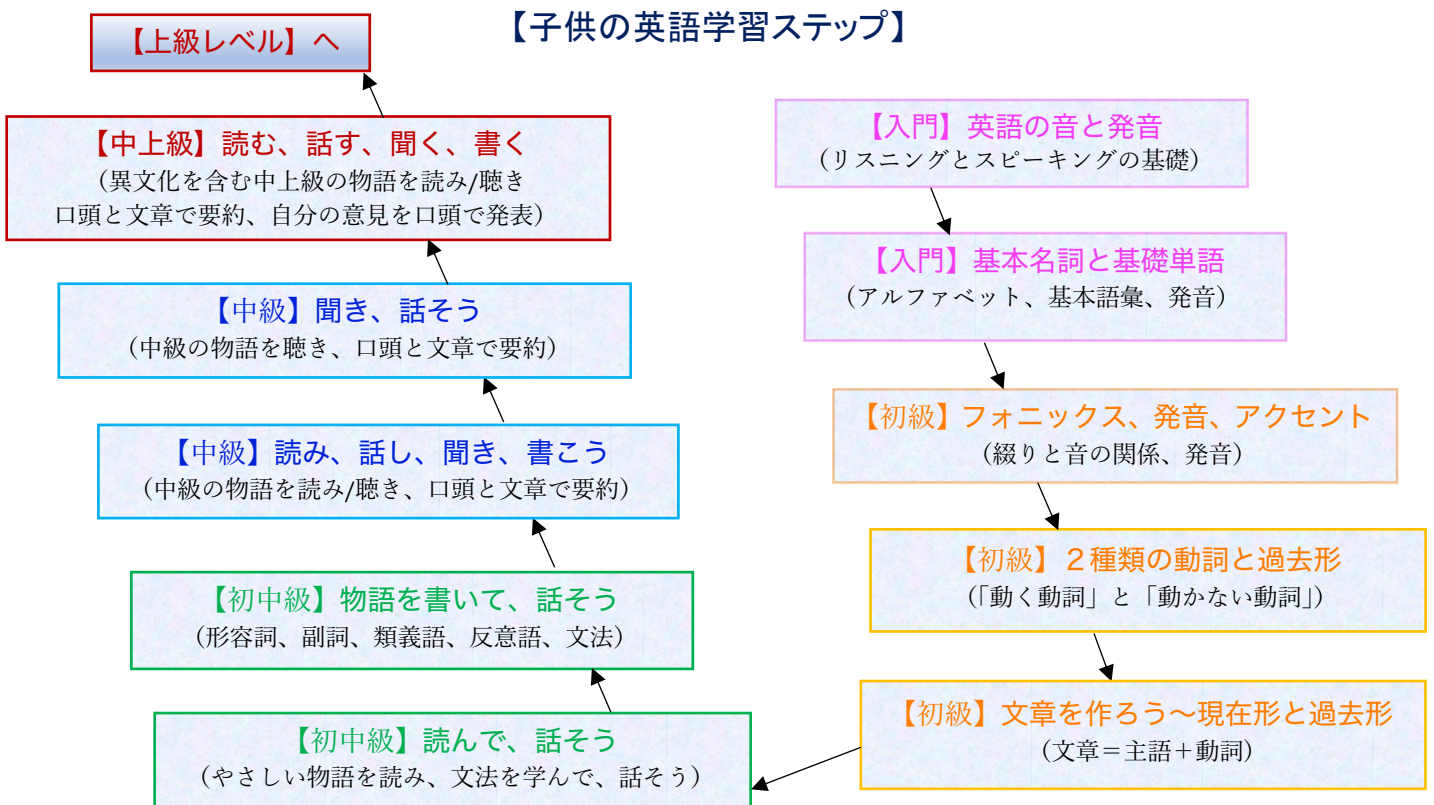 【子供の英語学習ステップ】
【入門】英語の音と発音
（リスニングとスピーキングの基礎）
【入門】基本名詞と基礎単語
（アルファベット、基本語彙、発音）
【初級】フォニックス、発音、アクセント
（綴りと音の関係、発音）
【初級】２種類の動詞と過去形
（「動く動詞」と「動かない動詞」）
【初級】文章を作ろう～現在形と過去形
（文章＝主語＋動詞）
【初中級】読んで、話そう
（やさしい物語を読み、文法を学んで、話そう）
【初中級】物語を書いて、話そう
（形容詞、副詞、類義語、反意語、文法）
【中級】読み、話し、聞き、書こう
（中級の物語を読み/聴き、口頭と文章で要約）
【中級】聞き、話そう
（中級の物語を聴き、口頭と文章で要約）
【中上級】読む、話す、聞く、書く
（異文化を含む中上級の物語を読み/聴き
口頭と文章で要約、自分の意見を口頭で発表）
【上級レベル】へ